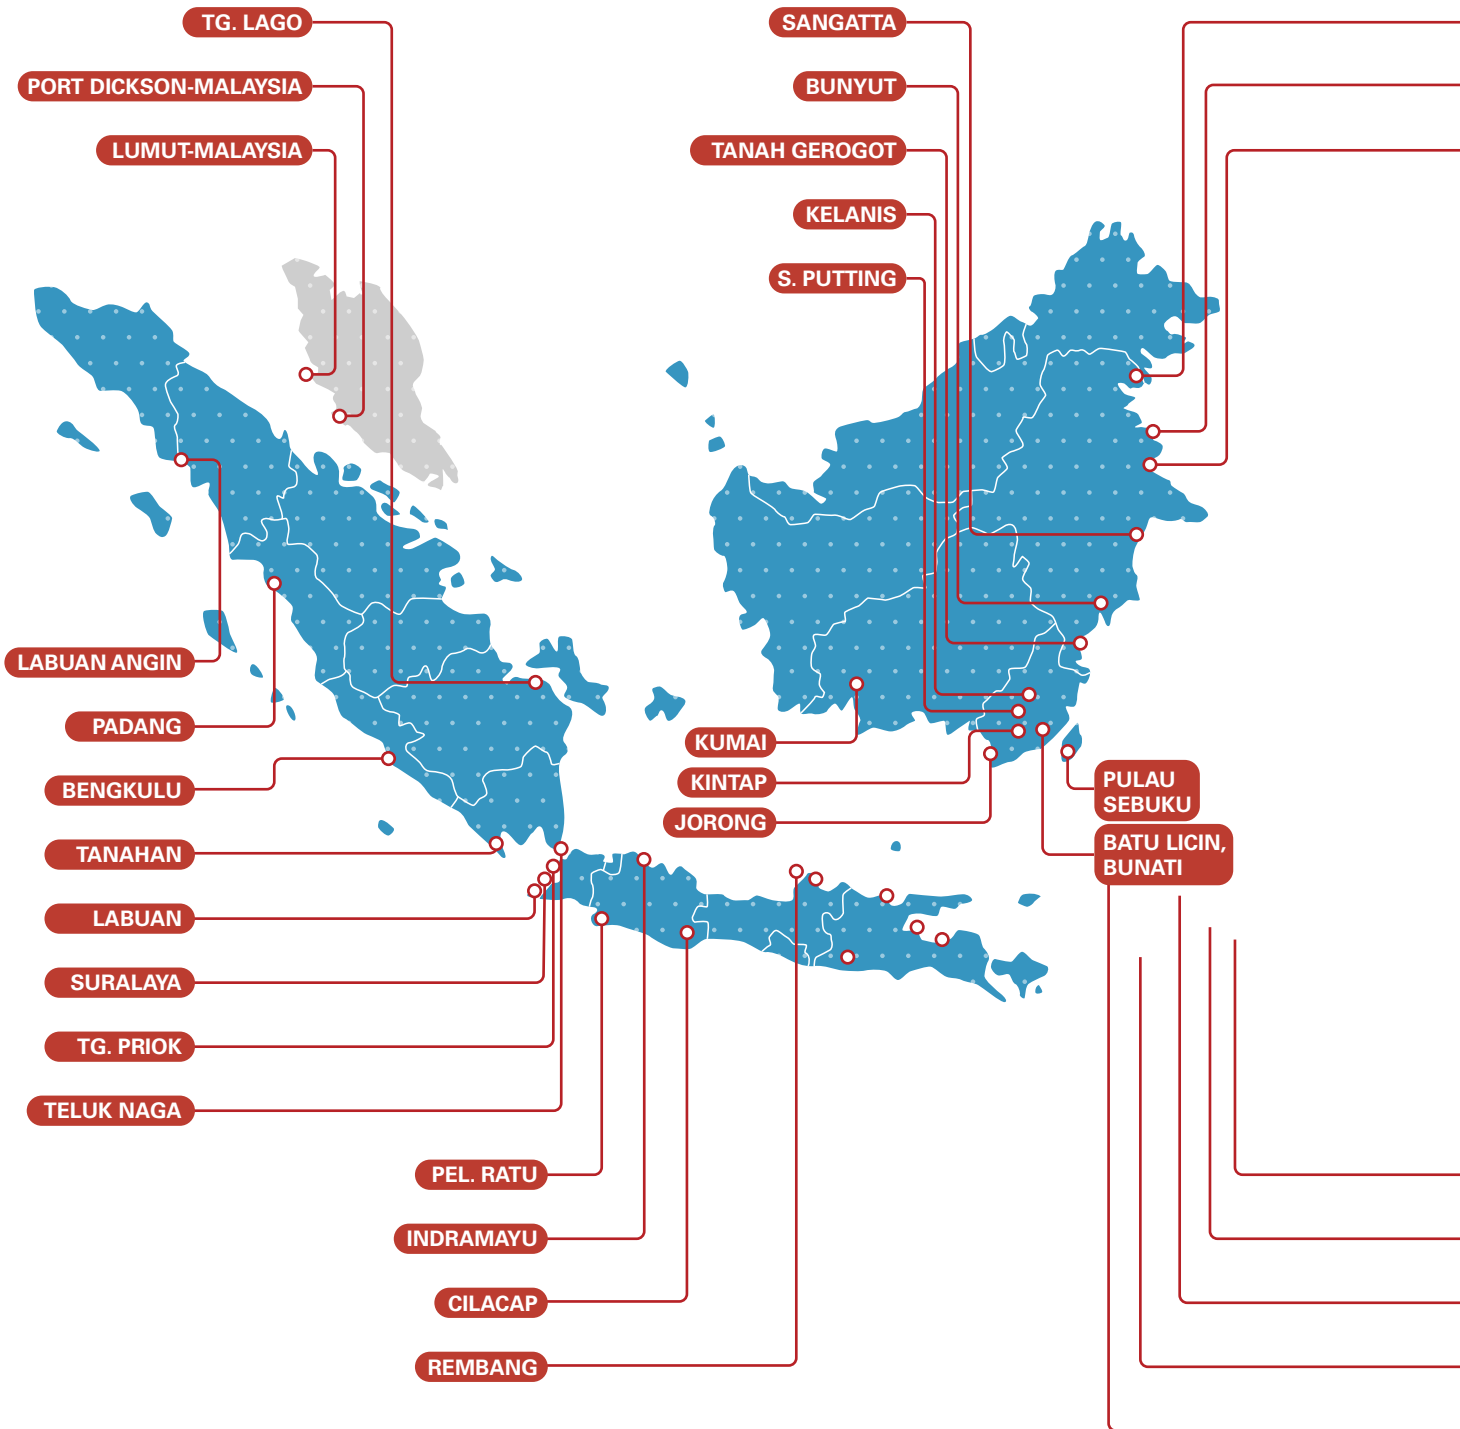 TG. LAGO
PORT DICKSON-MALAYSIA
LUMUT-MALAYSIA
SANGATTA
BUNYUT
TANAH GEROGOT
KELANIS
S. PUTTING
LABUAN ANGIN
PADANG
BENGKULU
TANAHAN
LABUAN
SURALAYA
TG. PRIOK
TELUK NAGA
KUMAI
KINTAP
JORONG
PULAU
SEBUKU
BATU LICIN,
BUNATI
PEL. RATU
INDRAMAYU
CILACAP
REMBANG